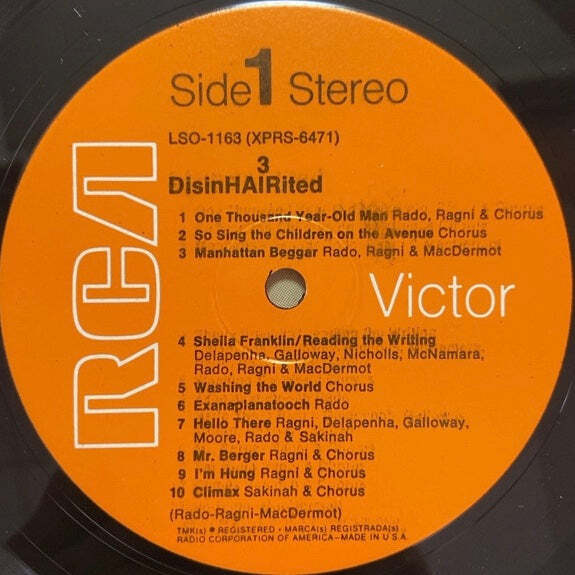 Side 1 Stereo
LSO-1163 (XPRS-6471)
3
DisinHAIRited
1 One Thousand Year-Old Man Rado, Ragni & Chorus
2 So Sing the Children on the Avenue Chorus
3 Manhattan Beggar Rado, Ragni & MacDermot
RCA
Victor
4 Sheila Franklin/Reading the Writing
Delapenha, Galloway, Nicholls, McNamara,
Rado, Ragni & MacDermot
5 Washing the World Chorus
6 Exanaplanatooch Rado
7 Hello There Ragni, Delapenha, Galloway,
Moore, Rado & Sakinah
8 Mr. Berger Ragni & Chorus
9 I'm Hung Ragni & Chorus
10 Climax Sakinah & Chorus
(Rado-Ragni-MacDermot)
TMK(s) ® REGISTERED • MARCA(s) REGISTRADA(s)
RADIO CORPORATION OF AMERICA—MADE IN U.S.A.